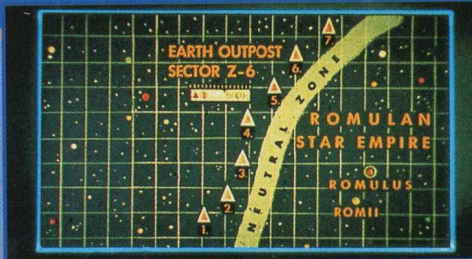 7.
EARTH OUTPOST
SECTOR Z-6
6.
5.
NEUTRAL ZONE
4.
ROMULAN
STAR EMPIRE
3.
ROMULUS
2.
ROMII
1.